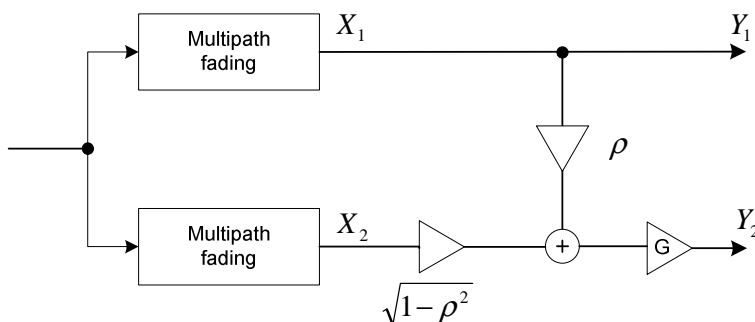 Multipath
fading
X₁
Y₁
ρ
Multipath
fading
X₂
+
G
Y₂
√1 − ρ²